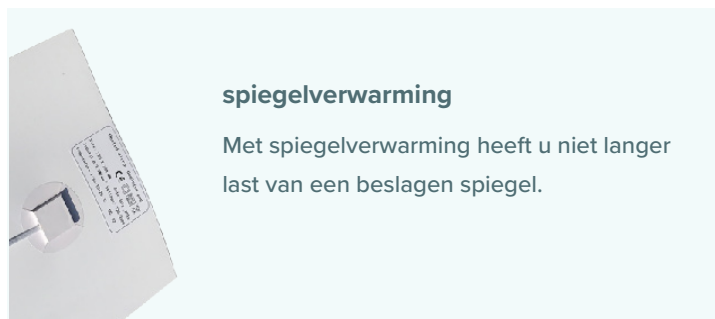 spiegelverwarming
Met spiegelverwarming heeft u niet langer
last van een beslagen spiegel.